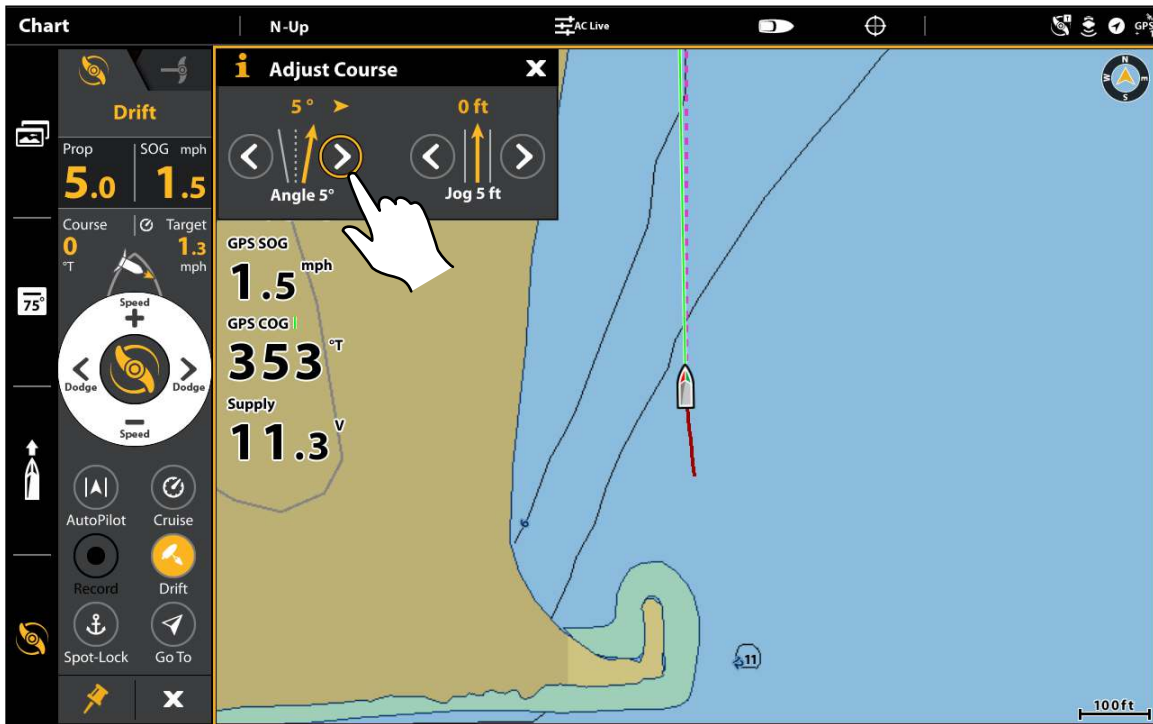 Chart
N-Up
AC Live
GPS
Drift
Prop
SOG mph
5.0
1.5
Course
Target
0
1.3
°T
mph
Speed
Dodge
Dodge
Speed
AutoPilot
Cruise
Record
Drift
Spot-Lock
Go To
X
75°
i Adjust Course X
5°
0 ft
Angle 5°
Jog 5 ft
GPS SOG
1.5 mph
GPS COG
353 °T
Supply
11.3 V
N
W
E
S
6
11
100ft